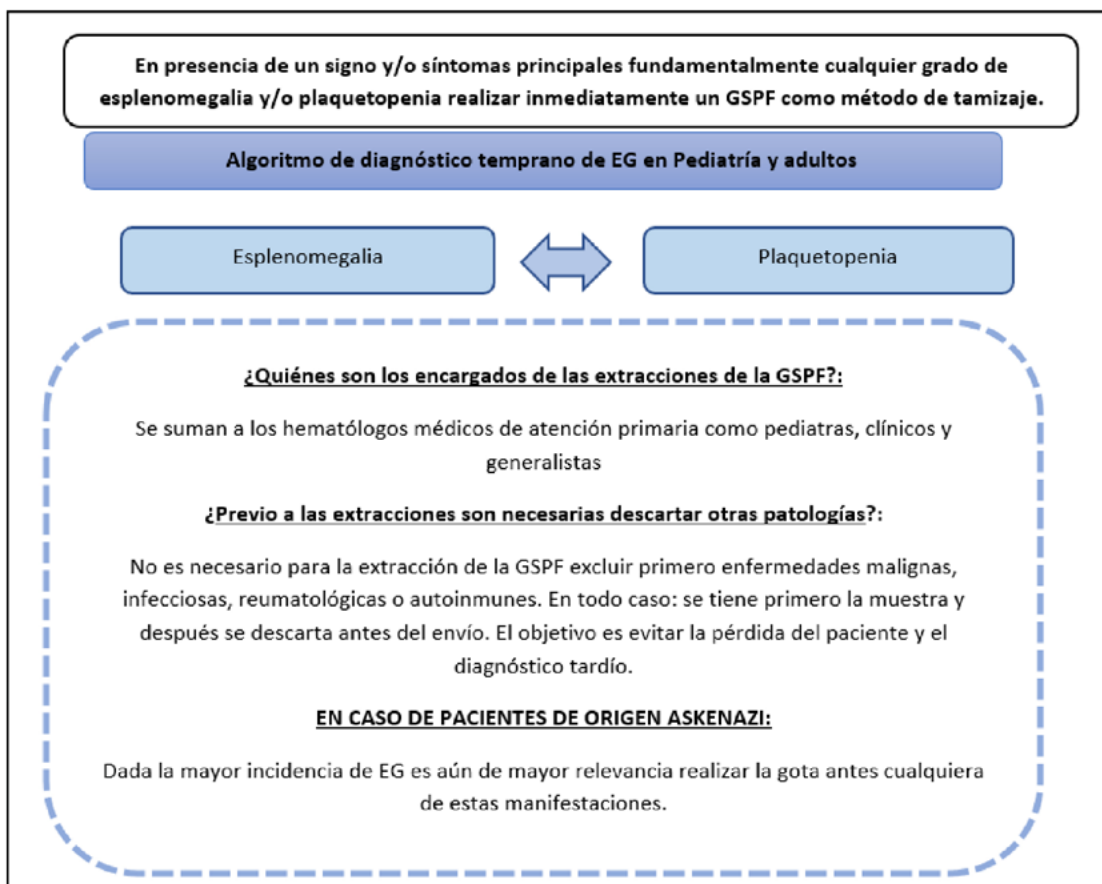 En presencia de un signo y/o síntomas principales fundamentalmente cualquier grado de
esplenomegalia y/o plaquetopenia realizar inmediatamente un GSPF como método de tamizaje.
Algoritmo de diagnóstico temprano de EG en Pediatría y adultos
Esplenomegalia
Plaquetopenia
¿Quiénes son los encargados de las extracciones de la GSPF?:
Se suman a los hematólogos médicos de atención primaria como pediatras, clínicos y
generalistas
¿Previo a las extracciones son necesarias descartar otras patologías?:
No es necesario para la extracción de la GSPF excluir primero enfermedades malignas,
infecciosas, reumatológicas o autoinmunes. En todo caso: se tiene primero la muestra y
después se descarta antes del envío. El objetivo es evitar la pérdida del paciente y el
diagnóstico tardío.
EN CASO DE PACIENTES DE ORIGEN ASKENAZI:
Dada la mayor incidencia de EG es aún de mayor relevancia realizar la gota antes cualquiera
de estas manifestaciones.